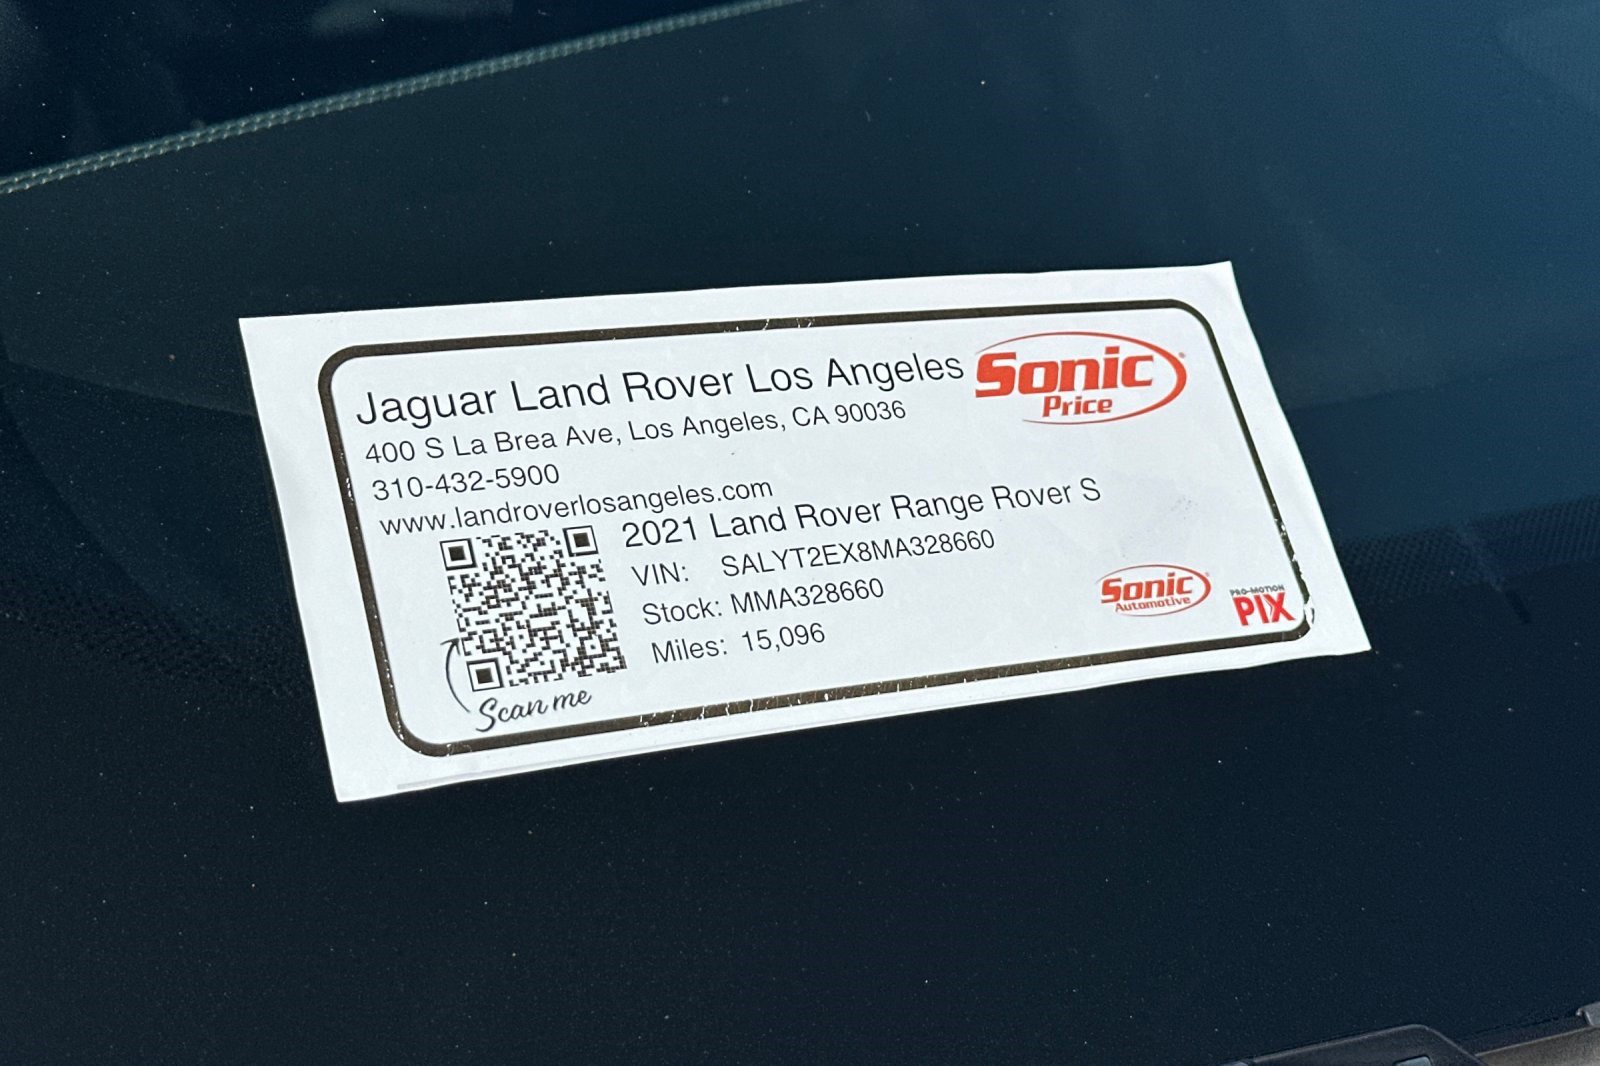 Jaguar Land Rover Los Angeles
Sonic
Price
400 S La Brea Ave, Los Angeles, CA 90036
310-432-5900
www.landroverlosangeles.com
2021 Land Rover Range Rover S
VIN: SALYT2EX8MA328660
Stock: MMA328660
Miles: 15,096
Scan me
Sonic
Automotive
PRO-MOTION
PIX